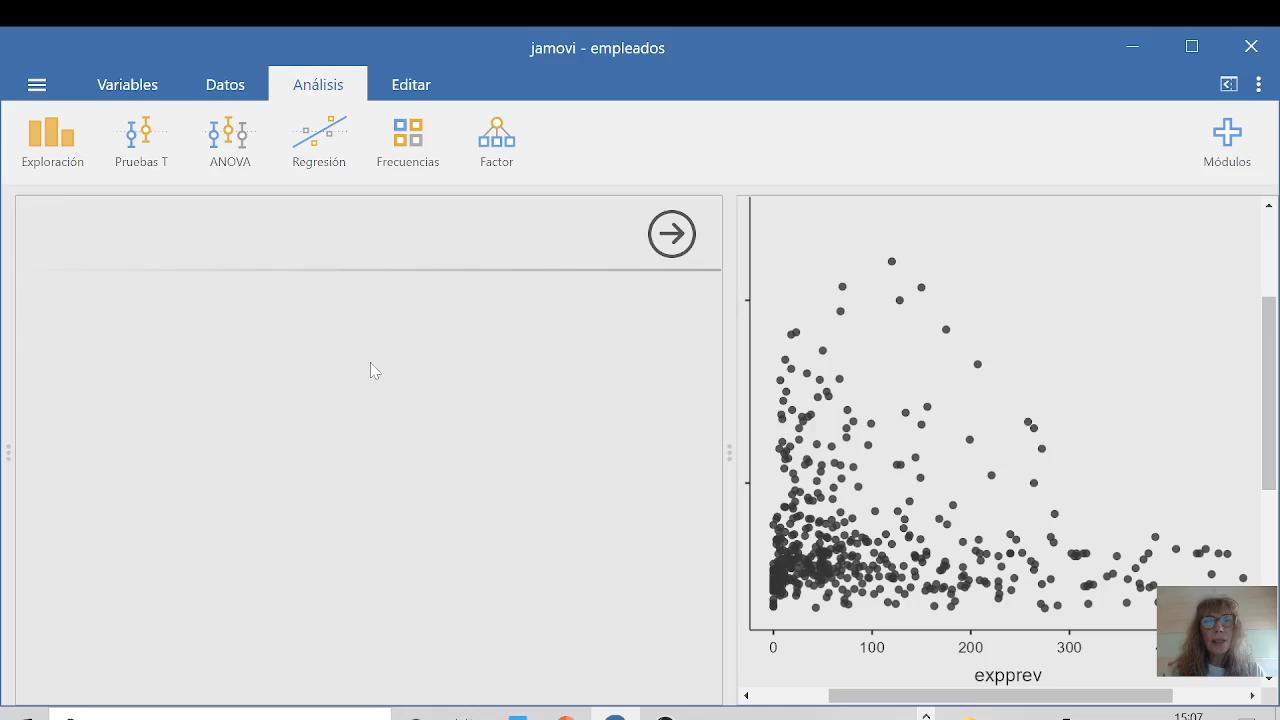 jamovi - empleados
Variables
Datos
Análisis
Editar
Exploración
Pruebas T
ANOVA
Regresión
Frecuencias
Factor
Módulos
0
100
200
300
expprev
15:07